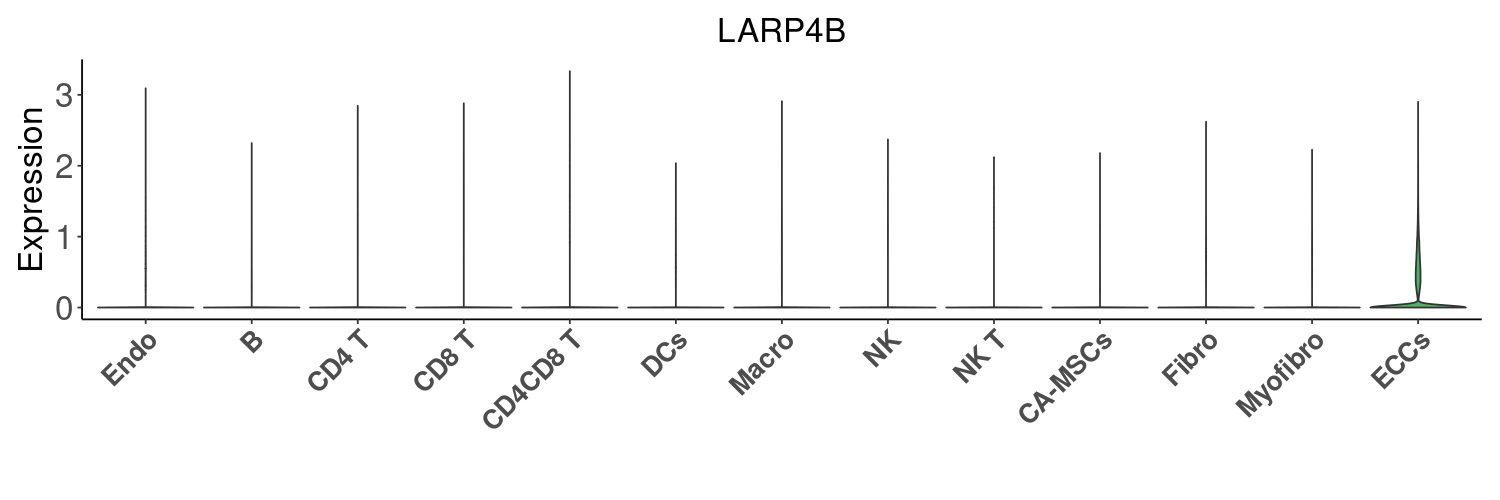 LARP4B
Expression
3
2
1
0
Endo
B
CD4 T
CD8 T
CD4CD8 T
DCs
Macro
NK
NK T
CA-MSCs
Fibro
Myofibro
ECCs